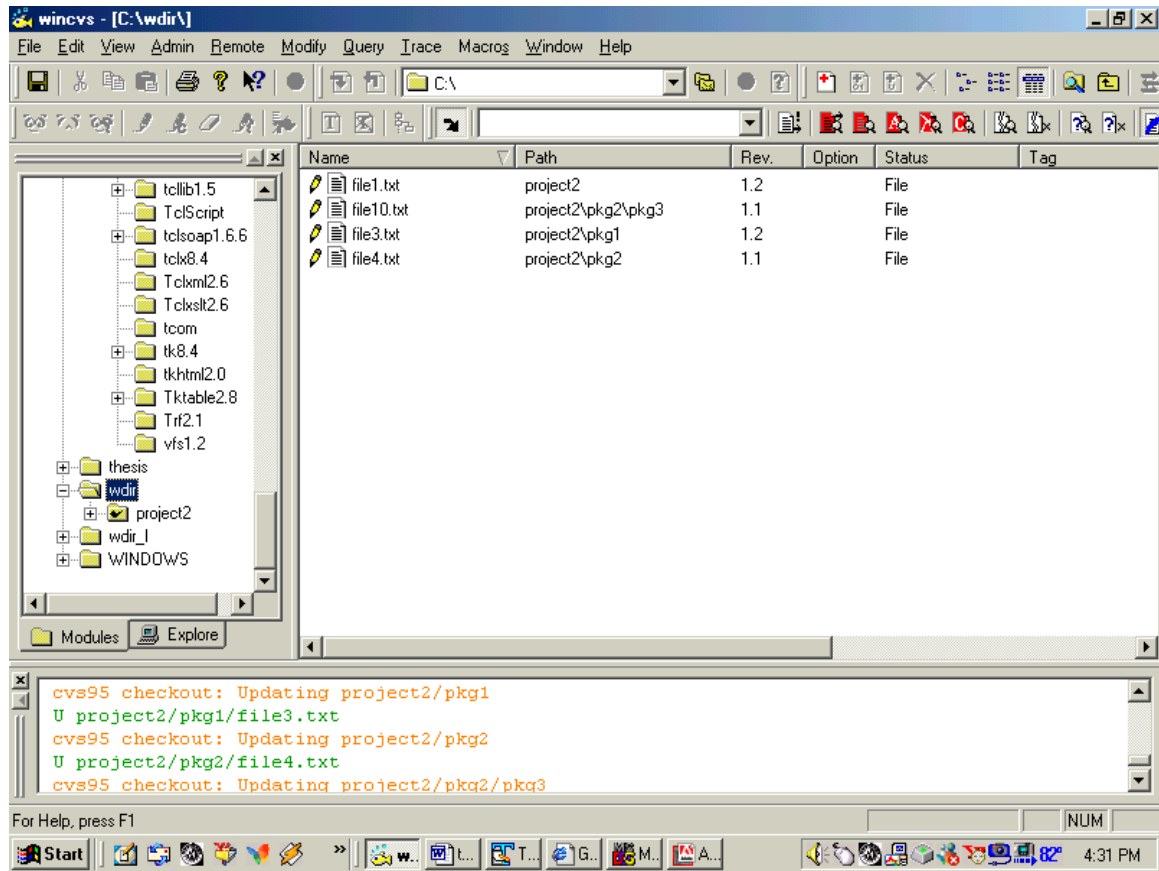 wincvs - [C:\wdir\]
File Edit View Admin Remote Modify Query Trace Macros Window Help
C:\
Name Path Rev. Option Status Tag
file1.txt project2 1.2 File
file10.txt project2\pkg2\pkg3 1.1 File
file3.txt project2\pkg1 1.2 File
file4.txt project2\pkg2 1.1 File
tcllib1.5
TclScript
tclsoap1.6.6
tclx8.4
Tclxml2.6
Tclxslt2.6
tcom
tk8.4
tkhtml2.0
Tktable2.8
Trf2.1
vfs1.2
thesis
wdir
project2
wdir_l
WINDOWS
Modules Explore
cvs95 checkout: Updating project2/pkg1
U project2/pkg1/file3.txt
cvs95 checkout: Updating project2/pkg2
U project2/pkg2/file4.txt
cvs95 checkout: Updating project2/pkg2/pkg3
For Help, press F1 NUM
Start » w.. t... T... G.. M.. A... 82° 4:31 PM